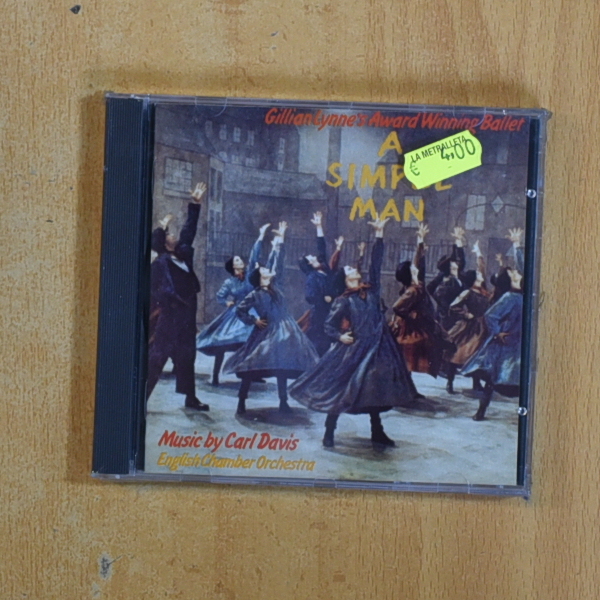 Gillian Lynne's Award Winning Ballet
A
SIMPLE
MAN
LA METRALLETA
€ 4,00
Music by Carl Davis
English Chamber Orchestra